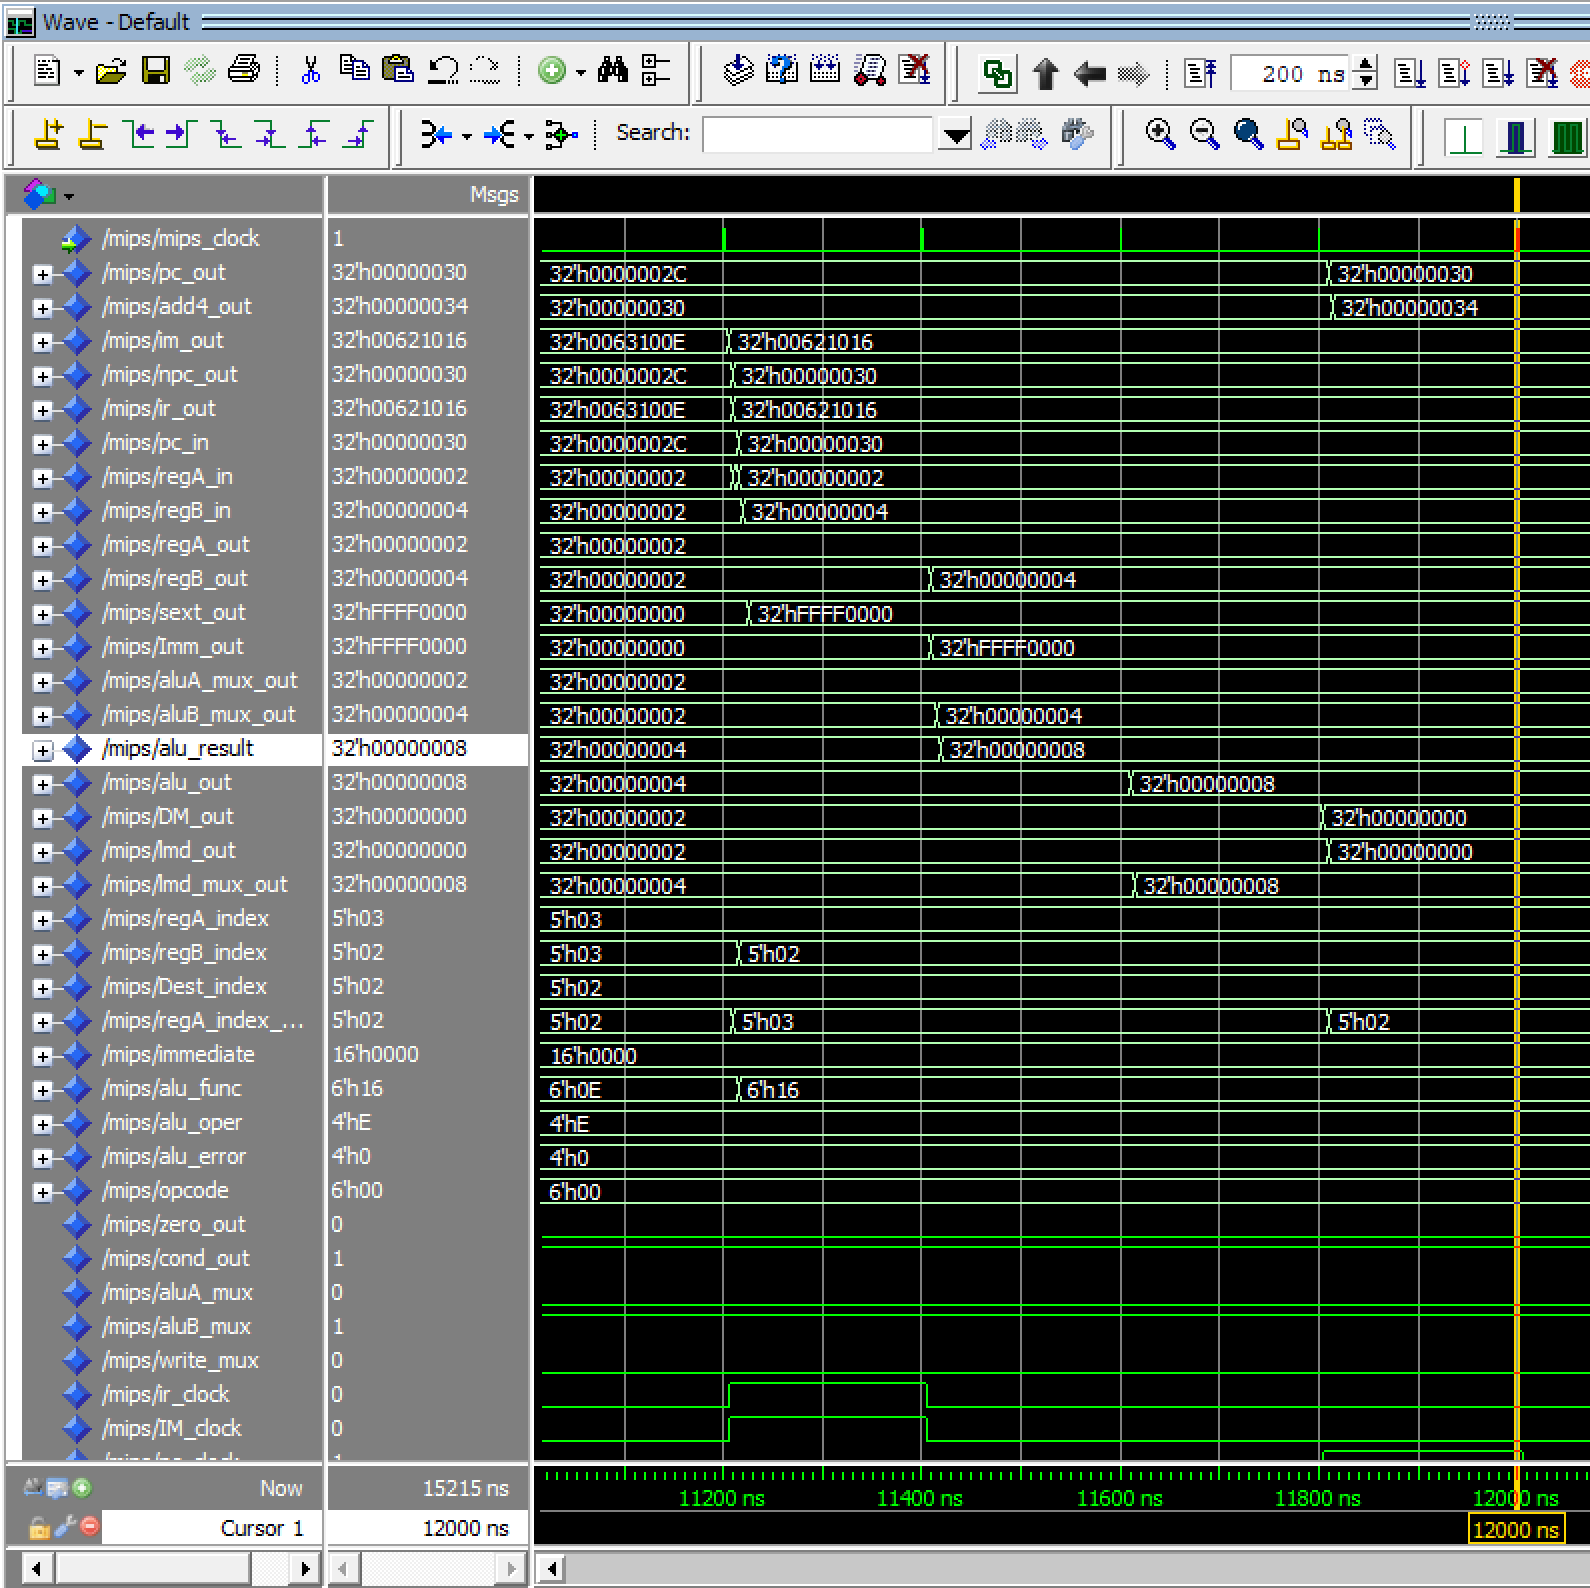 Wave - Default
200 ns
Search:
Msgs
/mips/mips_clock 1
/mips/pc_out 32'h00000030 32'h0000002C 32'h00000030
/mips/add4_out 32'h00000034 32'h00000030 32'h00000034
/mips/im_out 32'h00621016 32'h0063100E 32'h00621016
/mips/npc_out 32'h00000030 32'h0000002C 32'h00000030
/mips/ir_out 32'h00621016 32'h0063100E 32'h00621016
/mips/pc_in 32'h00000030 32'h0000002C 32'h00000030
/mips/regA_in 32'h00000002 32'h00000002 32'h00000002
/mips/regB_in 32'h00000004 32'h00000002 32'h00000004
/mips/regA_out 32'h00000002 32'h00000002
/mips/regB_out 32'h00000004 32'h00000002 32'h00000004
/mips/sext_out 32'hFFFF0000 32'h00000000 32'hFFFF0000
/mips/Imm_out 32'hFFFF0000 32'h00000000 32'hFFFF0000
/mips/aluA_mux_out 32'h00000002 32'h00000002
/mips/aluB_mux_out 32'h00000004 32'h00000002 32'h00000004
/mips/alu_result 32'h00000008 32'h00000004 32'h00000008
/mips/alu_out 32'h00000008 32'h00000004 32'h00000008
/mips/DM_out 32'h00000000 32'h00000002 32'h00000000
/mips/lmd_out 32'h00000000 32'h00000002 32'h00000000
/mips/lmd_mux_out 32'h00000008 32'h00000004 32'h00000008
/mips/regA_index 5'h03 5'h03
/mips/regB_index 5'h02 5'h03 5'h02
/mips/Dest_index 5'h02 5'h02
/mips/regA_index_... 5'h02 5'h02 5'h03 5'h02
/mips/immediate 16'h0000 16'h0000
/mips/alu_func 6'h16 6'h0E 6'h16
/mips/alu_oper 4'hE 4'hE
/mips/alu_error 4'h0 4'h0
/mips/opcode 6'h00 6'h00
/mips/zero_out 0
/mips/cond_out 1
/mips/aluA_mux 0
/mips/aluB_mux 1
/mips/write_mux 0
/mips/ir_clock 0
/mips/IM_clock 0
Now 15215 ns 11200 ns 11400 ns 11600 ns 11800 ns 12000 ns
Cursor 1 12000 ns 12000 ns